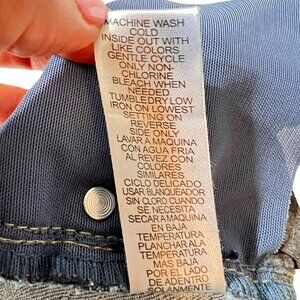 MACHINE WASH
COLD
INSIDE OUT WITH
LIKE COLORS
GENTLE CYCLE
ONLY NON-
CHLORINE
BLEACH WHEN
NEEDED
TUMBLEDRY LOW
IRON ON LOWEST
SETTING ON
REVERSE
SIDE ONLY
LAVAR A MAQUINA
CON AGUA FRIA
AL REVEZ CON
COLORES
SIMILARES
CICLO DELICADO
USAR BLANQUEADOR
SIN CLORO CUANDO
SE NECESITA
SECAR A MAQUINA
EN BAJA
TEMPERATURA
PLANCHAR ALA
TEMPERATURA
MAS BAJA
POR EL LADO
DE ADENTRO
SOLAMENTE